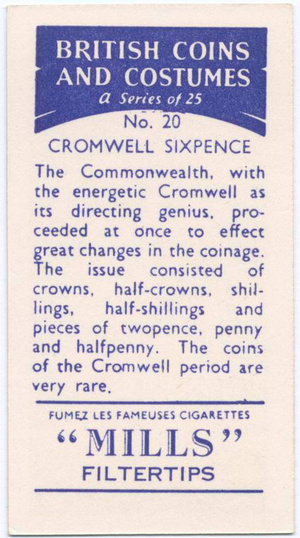 BRITISH COINS
AND COSTUMES
a Series of 25
No. 20
CROMWELL SIXPENCE
The Commonwealth, with
the energetic Cromwell as
its directing genius, pro-
ceeded at once to effect
great changes in the coinage.
The issue consisted of
crowns, half-crowns, shil-
lings, half-shillings and
pieces of twopence, penny
and halfpenny. The coins
of the Cromwell period are
very rare.
FUMEZ LES FAMEUSES CIGARETTES
"MILLS"
FILTERTIPS